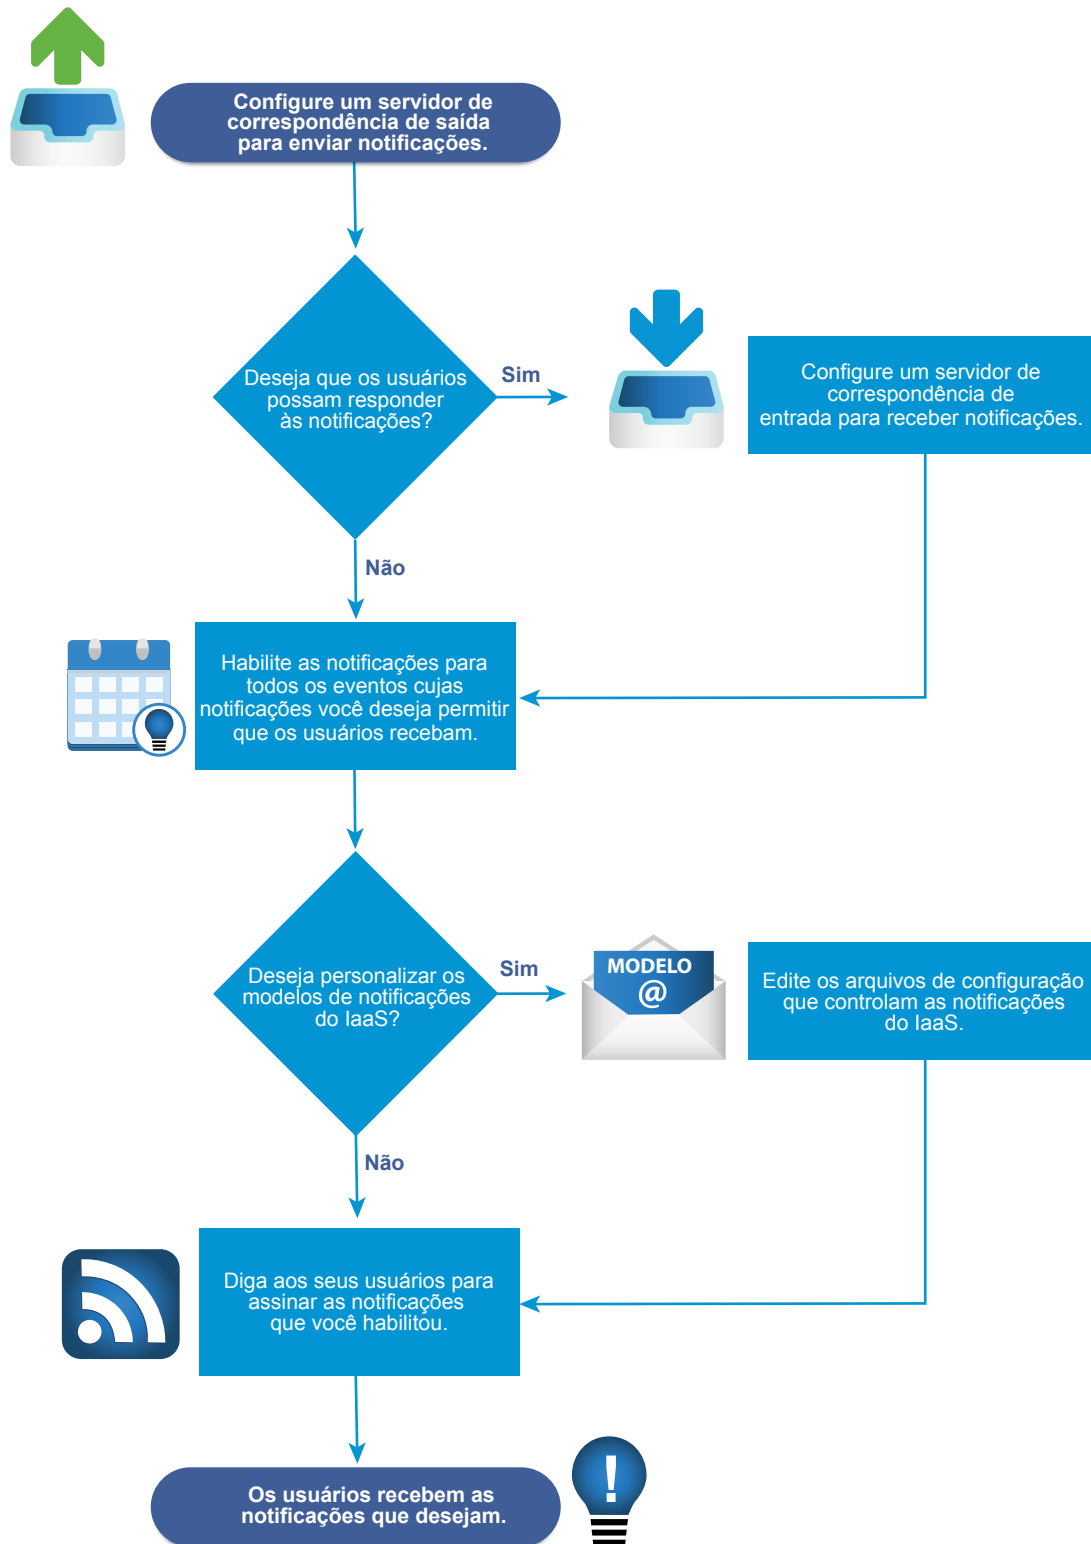 Configure um servidor de
correspondência de saída
para enviar notificações.
Deseja que os usuários
possam responder
às notificações?
Sim
Configure um servidor de
correspondência de
entrada para receber notificações.
Não
Habilite as notificações para
todos os eventos cujas
notificações você deseja permitir
que os usuários recebam.
Deseja personalizar os
modelos de notificações
do IaaS?
Sim
MODELO
@
Edite os arquivos de configuração
que controlam as notificações
do IaaS.
Não
Diga aos seus usuários para
assinar as notificações
que você habilitou.
Os usuários recebem as
notificações que desejam.
!